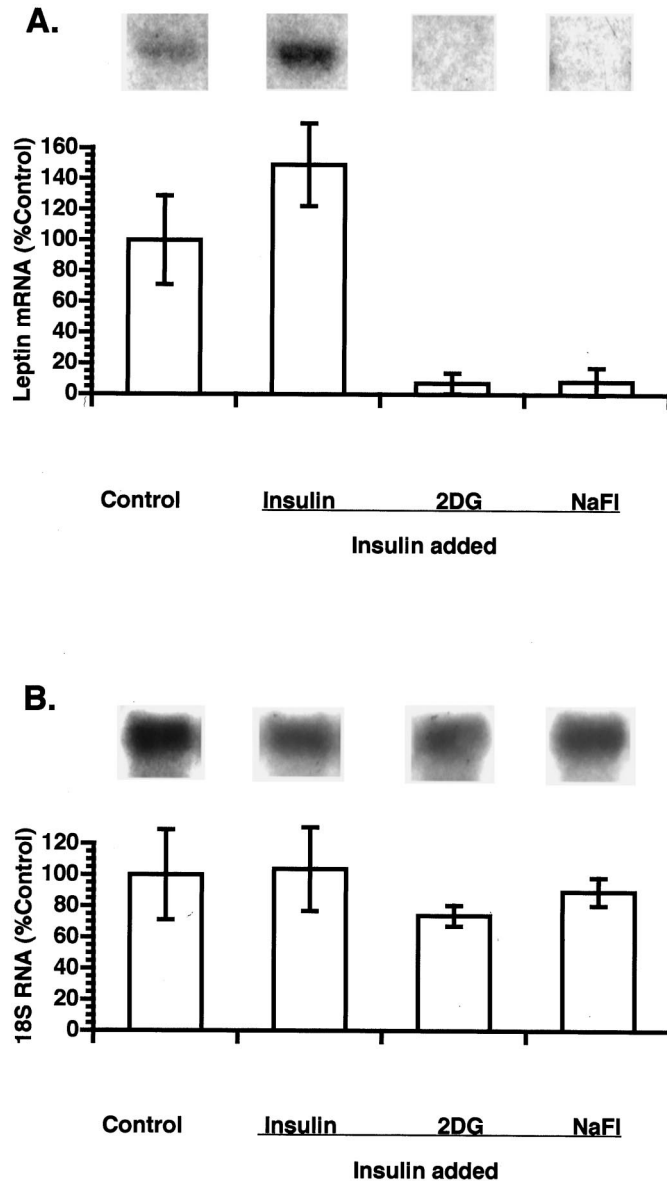 A.
Leptin mRNA (%Control)
160
140
120
100
80
60
40
20
0
Control
Insulin
2DG
NaFl
Insulin added
B.
18S RNA (%Control)
120
100
80
60
40
20
0
Control
Insulin
2DG
NaFl
Insulin added